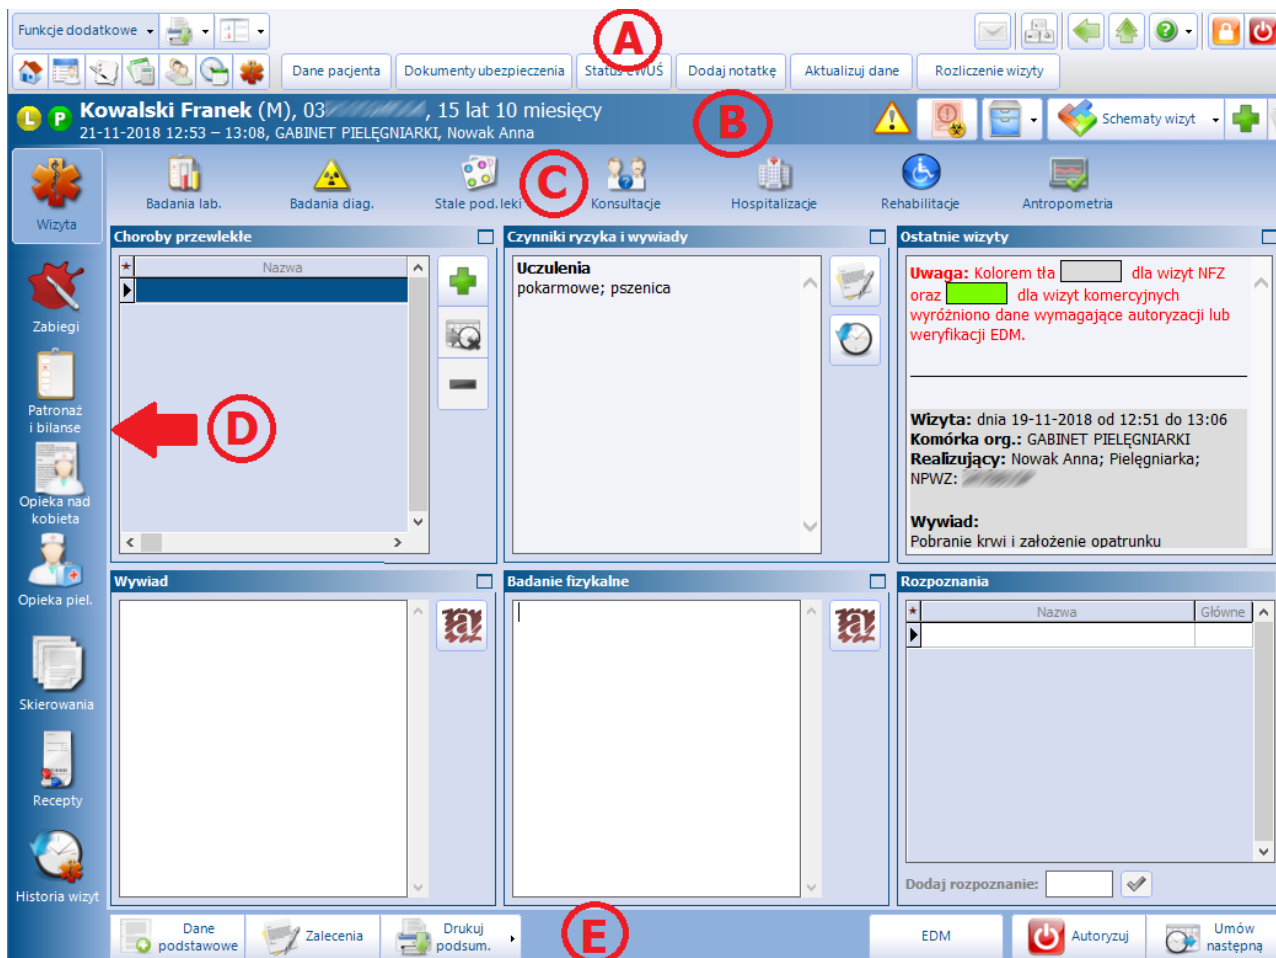 Funkcje dodatkowe
A
Dane pacjenta
Dokumenty ubezpieczenia
Status eWUŚ
Dodaj notatkę
Aktualizuj dane
Rozliczenie wizyty
L P Kowalski Franek (M), 03 , 15 lat 10 miesięcy
21-11-2018 12:53 – 13:08, GABINET PIELĘGNIARKI, Nowak Anna
B
Schematy wizyt
Wizyta
Badania lab.
Badania diag.
Stale pod. leki
C
Konsultacje
Hospitalizacje
Rehabilitacje
Antropometria
Zabiegi
Patronaż
i bilanse
Opieka nad
kobieta
Opieka piel.
Skierowania
Recepty
Historia wizyt
Choroby przewlekłe
Nazwa
D
Czynniki ryzyka i wywiady
Uczulenia
pokarmowe; pszenica
Ostatnie wizyty
Uwaga: Kolorem tła dla wizyt NFZ
oraz dla wizyt komercyjnych
wyróżniono dane wymagające autoryzacji lub
weryfikacji EDM.
Wizyta: dnia 19-11-2018 od 12:51 do 13:06
Komórka org.: GABINET PIELĘGNIARKI
Realizujący: Nowak Anna; Pielęgniarka;
NPWZ:
Wywiad:
Pobranie krwi i założenie opatrunku
Wywiad
a
Badanie fizykalne
a
Rozpoznania
Nazwa Główne
Dodaj rozpoznanie:
Dane
podstawowe
Zalecenia
Drukuj
podsum.
E
EDM
Autoryzuj
Umów
następną